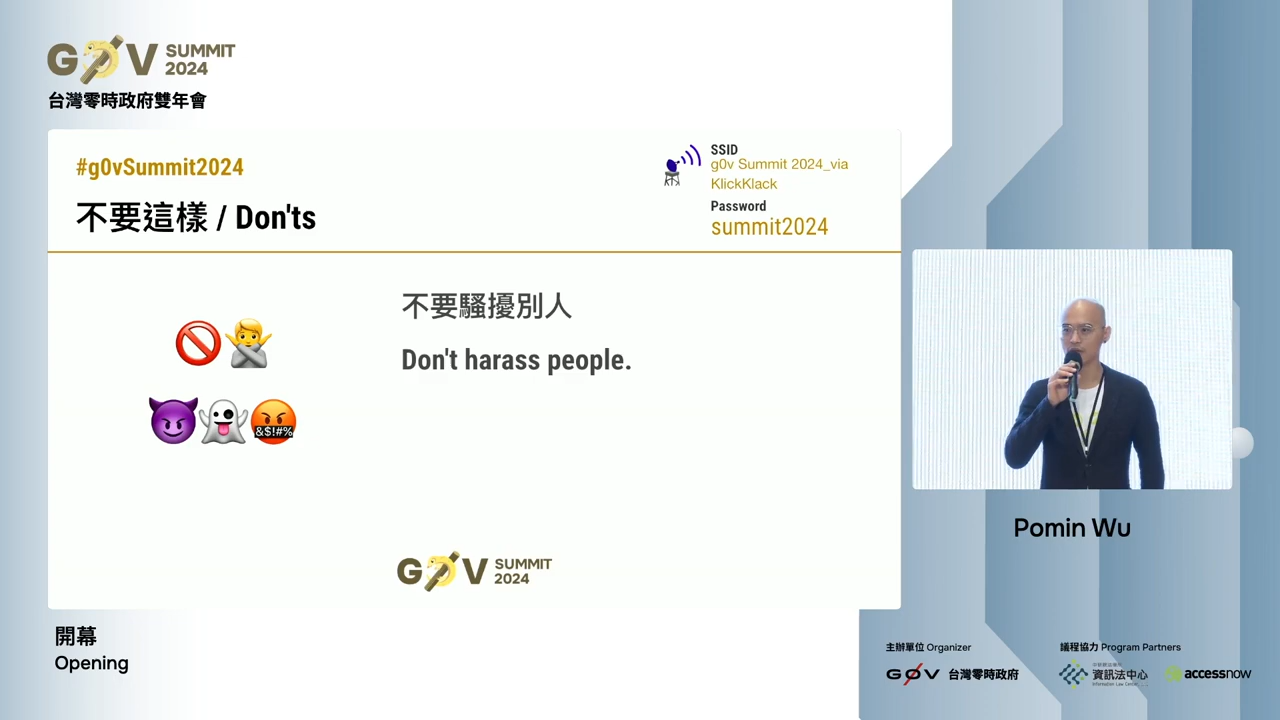 G0V SUMMIT 2024
台灣零時政府雙年會
#g0vSummit2024
不要這樣 / Don'ts
SSID
g0v Summit 2024_via
KlickKlack
Password
summit2024
不要騷擾別人
Don't harass people.
&$!#%
G0V SUMMIT 2024
Pomin Wu
開幕
Opening
主辦單位 Organizer
議程協力 Program Partners
G0V 台灣零時政府
資訊法中心
accessnow